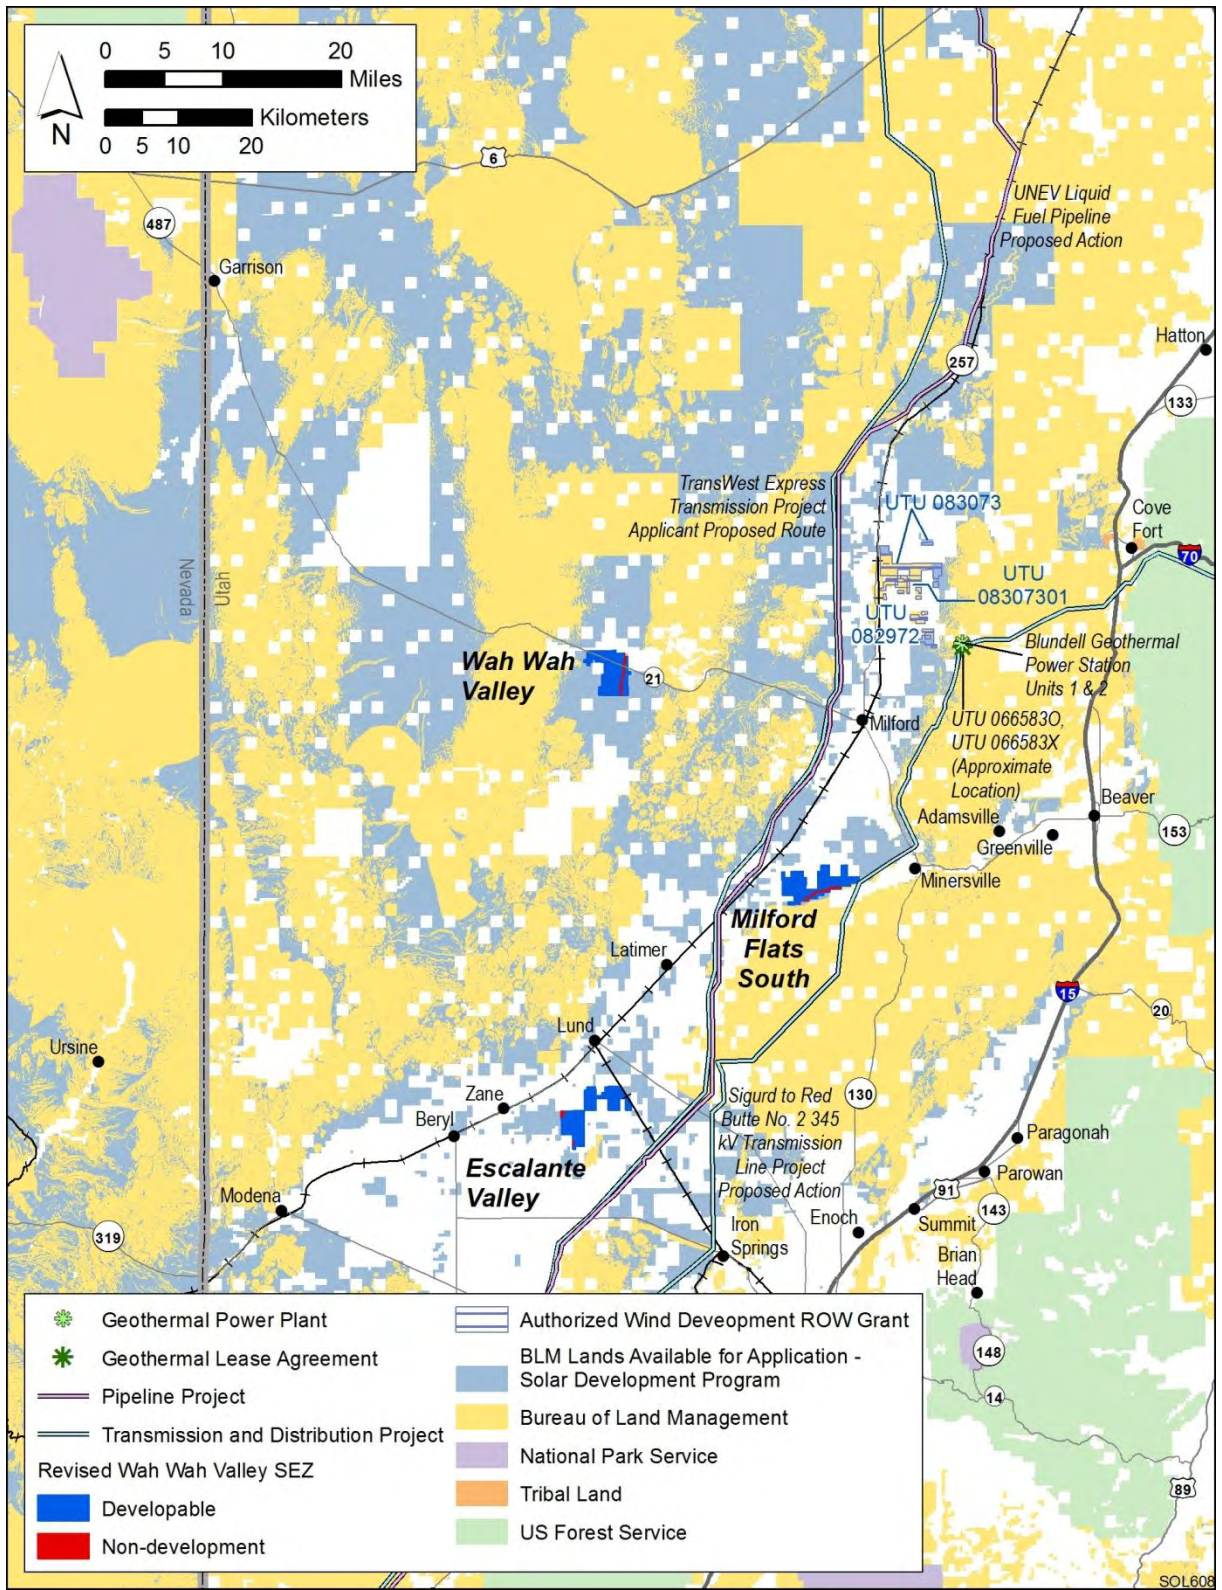 0 5 10 20
Miles
Kilometers
0 5 10 20
N
6
487
Garrison
UNEV Liquid
Fuel Pipeline
Proposed Action
Hatton
257
133
TransWest Express
Transmission Project
Applicant Proposed Route
UTU 083073
Cove
Fort
70
Nevada
Utah
UTU
08307301
UTU
082972
Blundell Geothermal
Power Station
Units 1 & 2
Wah Wah
Valley
21
Milford
UTU 066583O,
UTU 066583X
(Approximate
Location)
Beaver
Adamsville
153
Greenville
Minersville
Milford
Flats
South
Latimer
15
20
Lund
Ursine
Zane
130
Sigurd to Red
Butte No. 2 345
kV Transmission
Line Project
Proposed Action
Beryl
Paragonah
Escalante
Valley
Parowan
Modena
91
143
Enoch
Summit
319
Iron
Springs
Brian
Head
148
14
89
Geothermal Power Plant
Geothermal Lease Agreement
Pipeline Project
Transmission and Distribution Project
Revised Wah Wah Valley SEZ
Developable
Non-development
Authorized Wind Deveopment ROW Grant
BLM Lands Available for Application -
Solar Development Program
Bureau of Land Management
National Park Service
Tribal Land
US Forest Service
SOL608